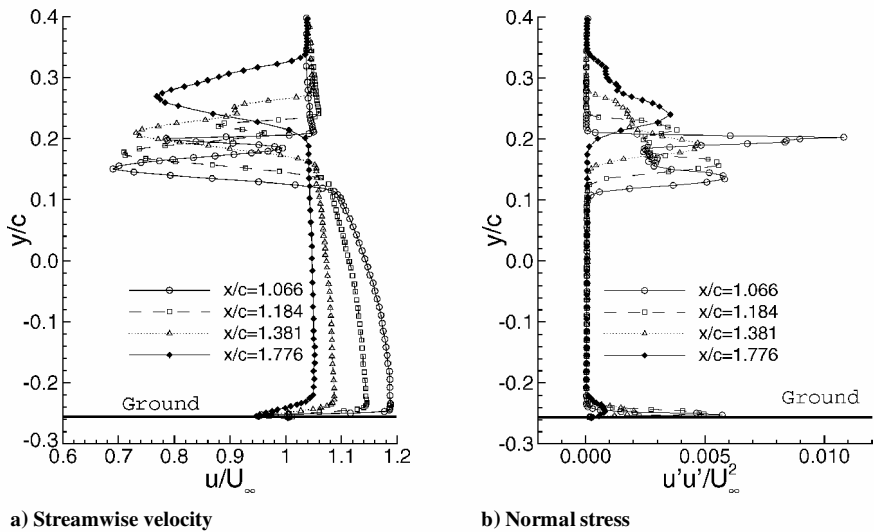 a
b
0.4
0.3
0.2
0.1
0.0
-0.1
-0.2
-0.3
y/c
x/c=1.066
x/c=1.184
x/c=1.381
x/c=1.776
Ground
0.6 0.7 0.8 0.9 1 1.1 1.2
u/U∞
0.4
0.3
0.2
0.1
0.0
-0.1
-0.2
-0.3
y/c
x/c=1.066
x/c=1.184
x/c=1.381
x/c=1.776
Ground
0.000 0.005 0.010
u'u'/U²∞
a) Streamwise velocity
b) Normal stress